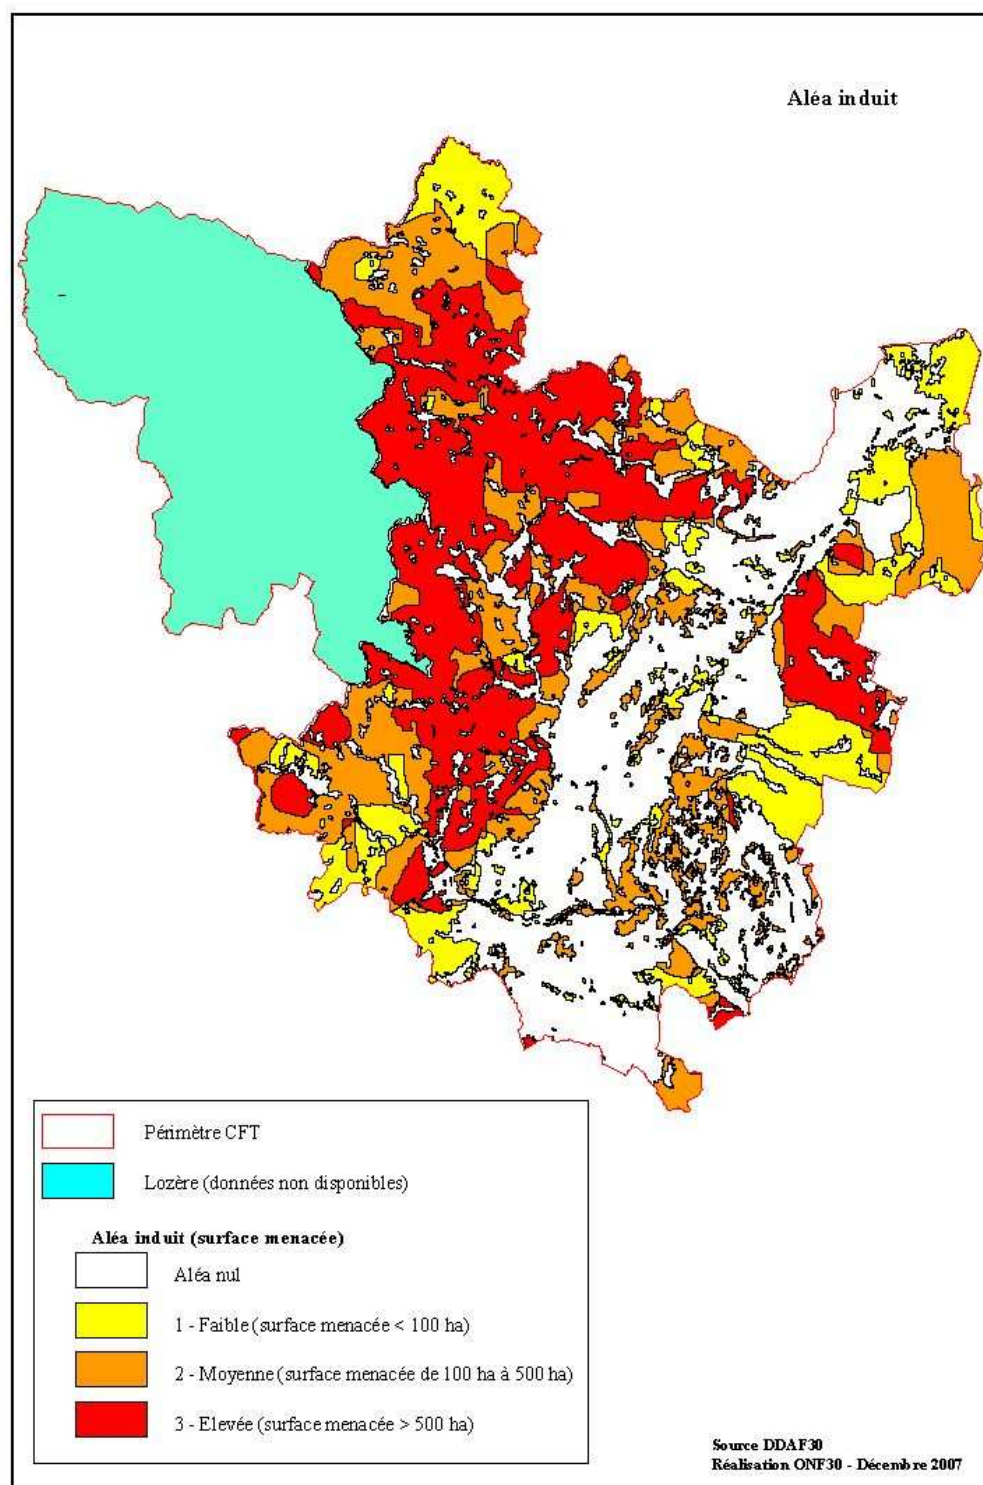 Aléa induit
Périmètre CFT
Lozère (données non disponibles)
Aléa induit (surface menacée)
Aléa nul
1 - Faible (surface menacée < 100 ha)
2 - Moyenne (surface menacée de 100 ha à 500 ha)
3 - Elevée (surface menacée > 500 ha)
Source DDAF30
Réalisation ONF30 - Décembre 2007